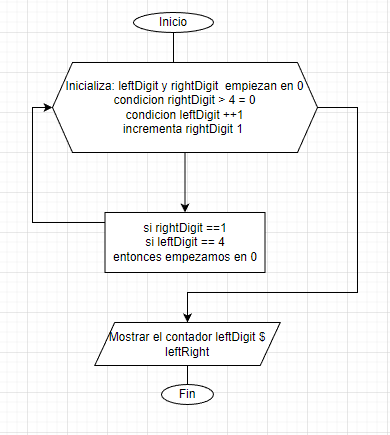 Inicio
Inicializa: leftDigit y rightDigit empiezan en 0
condicion rightDigit > 4 = 0
condicion leftDigit ++1
incrementa rightDigit 1
si rightDigit ==1
si leftDigit == 4
entonces empezamos en 0
Mostrar el contador leftDigit $
leftRight
Fin